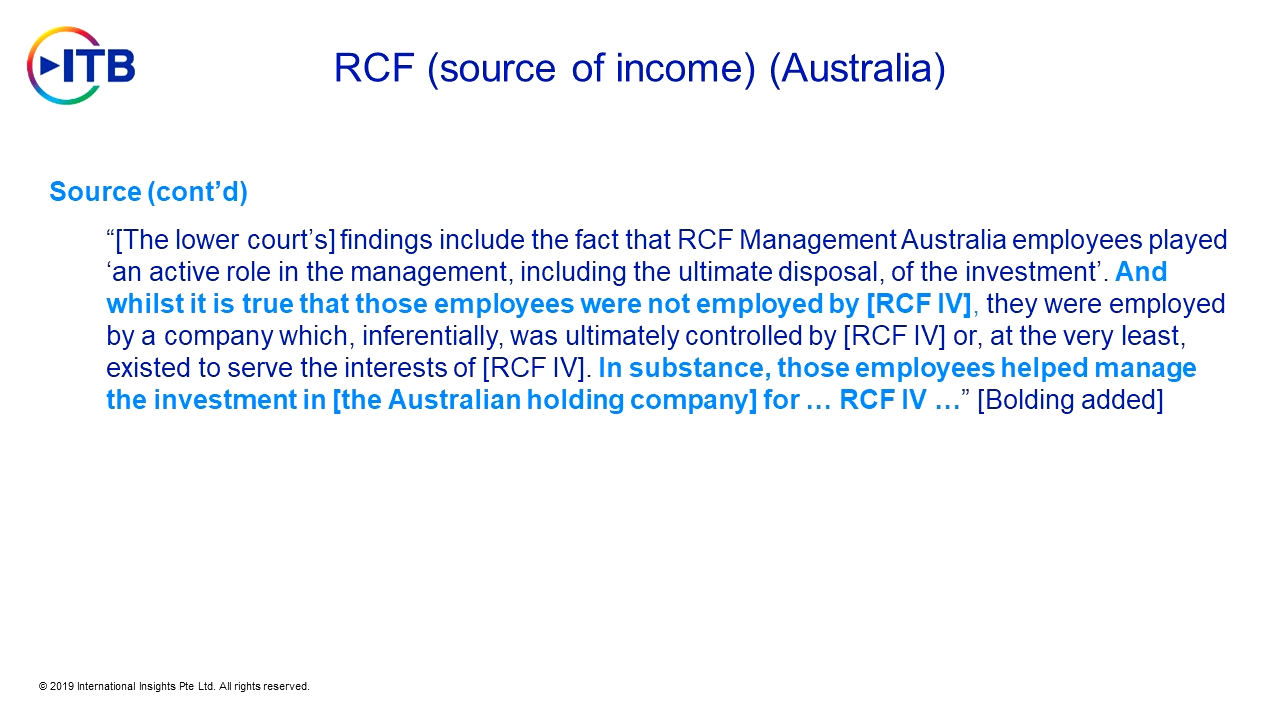 ITB
RCF (source of income) (Australia)
Source (cont’d)
“[The lower court’s] findings include the fact that RCF Management Australia employees played
‘an active role in the management, including the ultimate disposal, of the investment’. And
whilst it is true that those employees were not employed by [RCF IV], they were employed
by a company which, inferentially, was ultimately controlled by [RCF IV] or, at the very least,
existed to serve the interests of [RCF IV]. In substance, those employees helped manage
the investment in [the Australian holding company] for … RCF IV …” [Bolding added]
© 2019 International Insights Pte Ltd. All rights reserved.